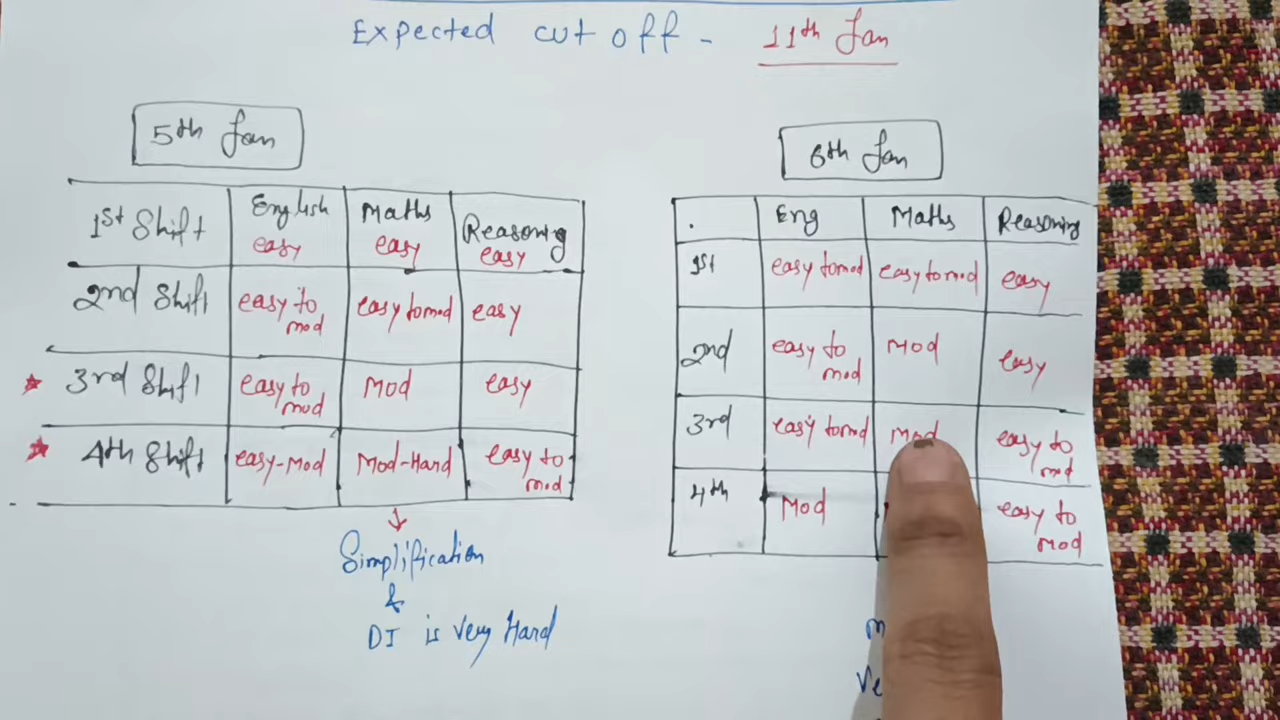 Expected cut off - 11th Jan
5th Jan
1st Shift English easy Maths easy Reasoning easy
2nd Shift easy to mod easy to mod easy
3rd Shift easy to mod Mod easy
4th Shift easy-Mod Mod-Hard easy to mod
Simplification
&
DI is Very Hard
6th Jan
Eng Maths Reasoning
1st easy to mod easy to mod easy
2nd easy to mod Mod easy
3rd easy to mod Mod easy to mod
4th Mod easy to Mod